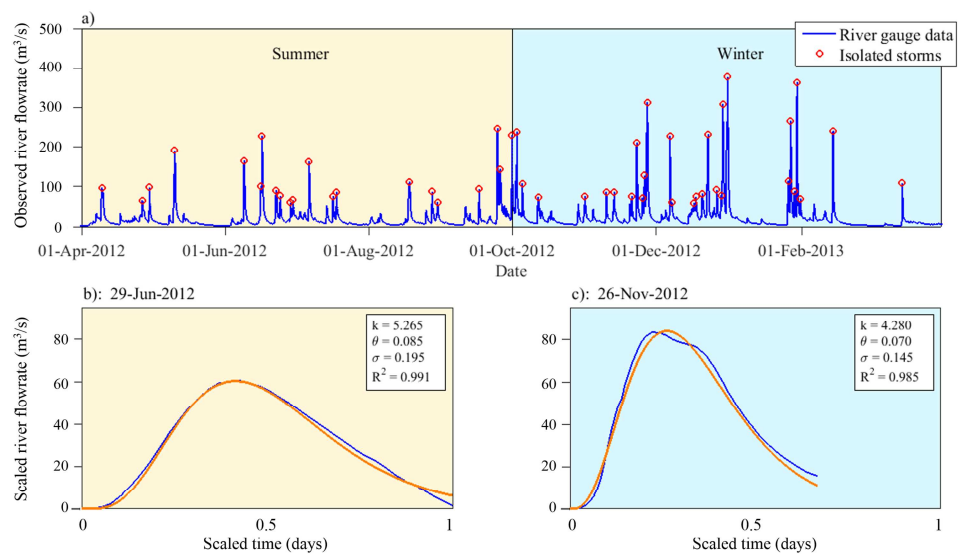 a)
500
400
300
200
100
0
Observed river flowrate (m³/s)
Summer
Winter
River gauge data
Isolated storms
01-Apr-2012
01-Jun-2012
01-Aug-2012
01-Oct-2012
01-Dec-2012
01-Feb-2013
Date
b): 29-Jun-2012
80
60
40
20
0
Scaled river flowrate (m³/s)
k = 5.265
θ = 0.085
σ = 0.195
R² = 0.991
0
0.5
1
Scaled time (days)
c): 26-Nov-2012
80
60
40
20
0
k = 4.280
θ = 0.070
σ = 0.145
R² = 0.985
0
0.5
1
Scaled time (days)